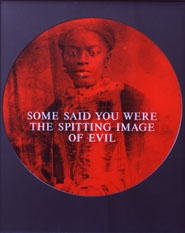 SOME SAID YOU WERE
THE SPITTING IMAGE
OF EVIL